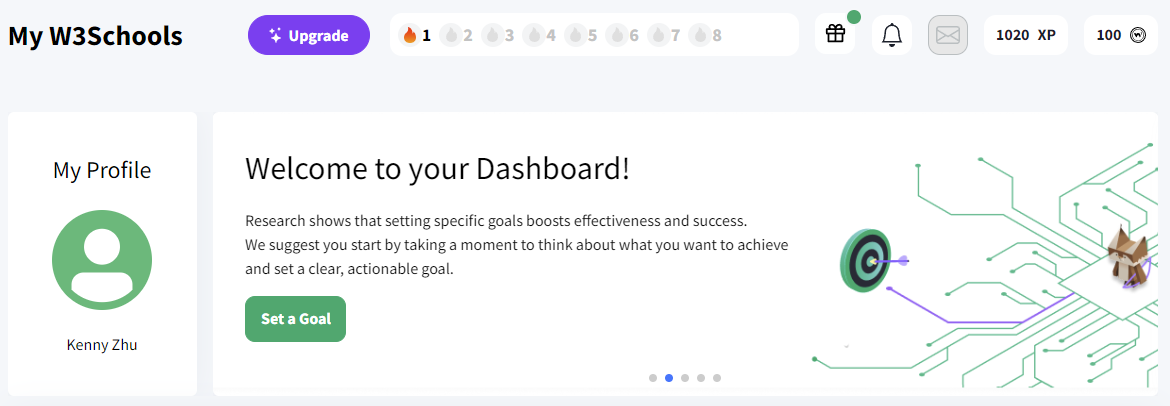 My W3Schools
Upgrade
1 2 3 4 5 6 7 8
1020 XP
100
My Profile
Kenny Zhu
Welcome to your Dashboard!
Research shows that setting specific goals boosts effectiveness and success.
We suggest you start by taking a moment to think about what you want to achieve
and set a clear, actionable goal.
Set a Goal